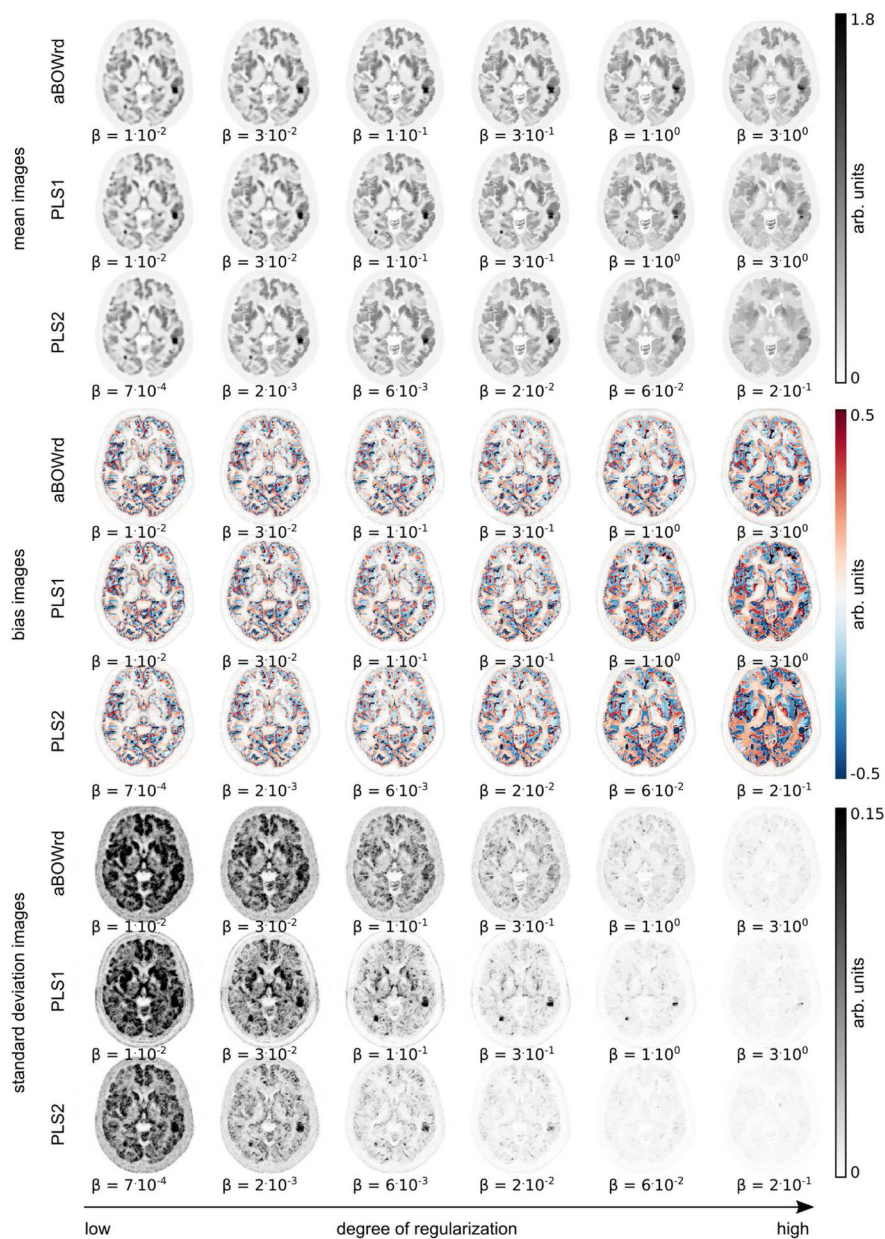 1.8
aBOWrd
β = 1·10⁻² β = 3·10⁻² β = 1·10⁻¹ β = 3·10⁻¹ β = 1·10⁰ β = 3·10⁰
mean images
PLS1
arb. units
β = 1·10⁻² β = 3·10⁻² β = 1·10⁻¹ β = 3·10⁻¹ β = 1·10⁰ β = 3·10⁰
PLS2
0
β = 7·10⁻⁴ β = 2·10⁻³ β = 6·10⁻³ β = 2·10⁻² β = 6·10⁻² β = 2·10⁻¹
0.5
aBOWrd
β = 1·10⁻² β = 3·10⁻² β = 1·10⁻¹ β = 3·10⁻¹ β = 1·10⁰ β = 3·10⁰
bias images
PLS1
arb. units
β = 1·10⁻² β = 3·10⁻² β = 1·10⁻¹ β = 3·10⁻¹ β = 1·10⁰ β = 3·10⁰
PLS2
-0.5
β = 7·10⁻⁴ β = 2·10⁻³ β = 6·10⁻³ β = 2·10⁻² β = 6·10⁻² β = 2·10⁻¹
0.15
aBOWrd
β = 1·10⁻² β = 3·10⁻² β = 1·10⁻¹ β = 3·10⁻¹ β = 1·10⁰ β = 3·10⁰
standard deviation images
PLS1
arb. units
β = 1·10⁻² β = 3·10⁻² β = 1·10⁻¹ β = 3·10⁻¹ β = 1·10⁰ β = 3·10⁰
PLS2
0
β = 7·10⁻⁴ β = 2·10⁻³ β = 6·10⁻³ β = 2·10⁻² β = 6·10⁻² β = 2·10⁻¹
low degree of regularization high